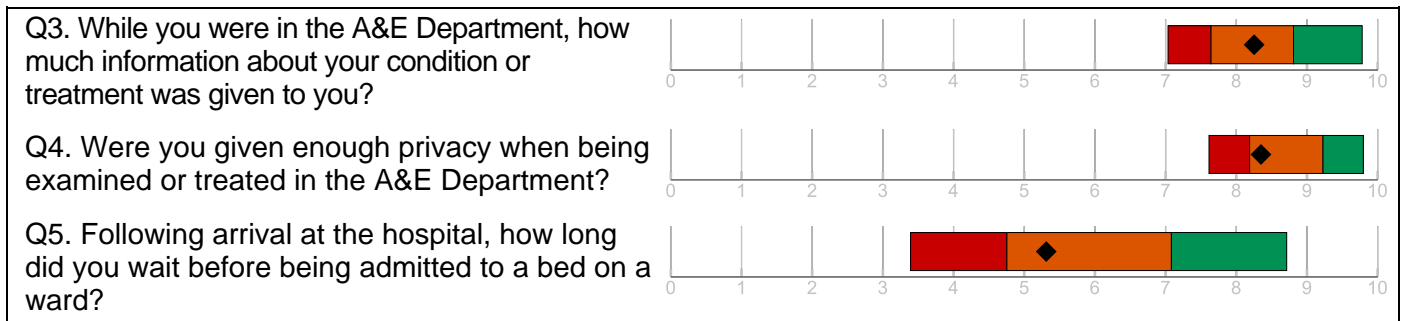 Q3. While you were in the A&E Department, how
much information about your condition or
treatment was given to you?
0 1 2 3 4 5 6 7 8 9 10
Q4. Were you given enough privacy when being
examined or treated in the A&E Department?
0 1 2 3 4 5 6 7 8 9 10
Q5. Following arrival at the hospital, how long
did you wait before being admitted to a bed on a
ward?
0 1 2 3 4 5 6 7 8 9 10